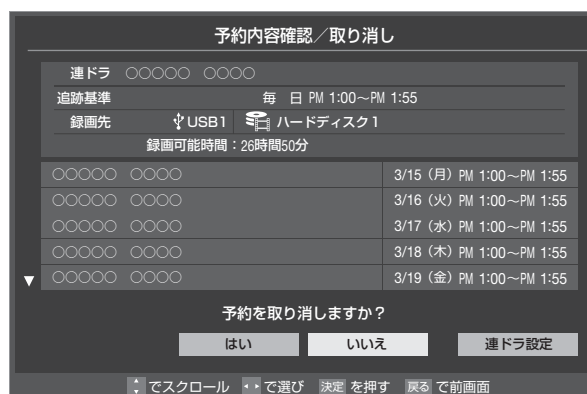 予約内容確認／取り消し
連ドラ ○○○○○ ○○○○
追跡基準 毎 日 PM 1:00～PM 1:55
録画先 USB1 ハードディスク1
録画可能時間：26時間50分
○○○○○ ○○○○ 3/15（月）PM 1:00～PM 1:55
○○○○○ ○○○○ 3/16（火）PM 1:00～PM 1:55
○○○○○ ○○○○ 3/17（水）PM 1:00～PM 1:55
○○○○○ ○○○○ 3/18（木）PM 1:00～PM 1:55
▼ ○○○○○ ○○○○ 3/19（金）PM 1:00～PM 1:55
予約を取り消しますか？
はい いいえ 連ドラ設定
でスクロール で選び 決定 を押す 戻る で前画面